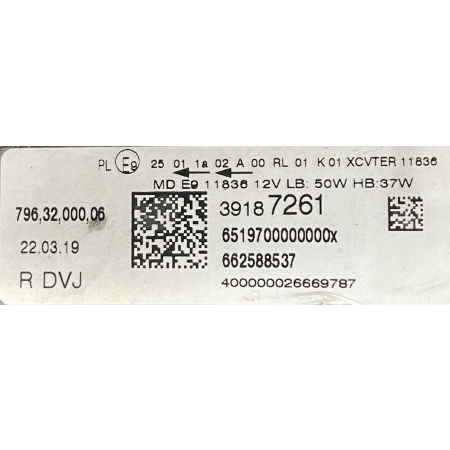 PL E9 25 01 1a 02 A 00 RL 01 K 01 XCVTER 11836
MD E9 11836 12V LB: 50W HB:37W
796,32,000,06
3918 7261
6519700000000x
22.03.19
662588537
R DVJ
400000026669787